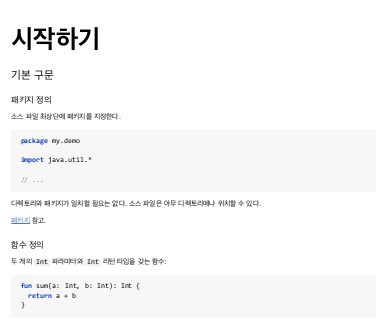 시작하기
기본 구문
패키지 정의
소스 파일 최상단에 패키지를 지정한다.
package my.demo
import java.util.*
// ...
디렉토리와 패키지가 일치할 필요는 없다. 소스 파일은 아무 디렉토리에나 위치할 수 있다.
패키지 참고.
함수 정의
두 개의 Int 파라미터와 Int 리턴 타입을 갖는 함수:
fun sum(a: Int, b: Int): Int {
  return a + b
}